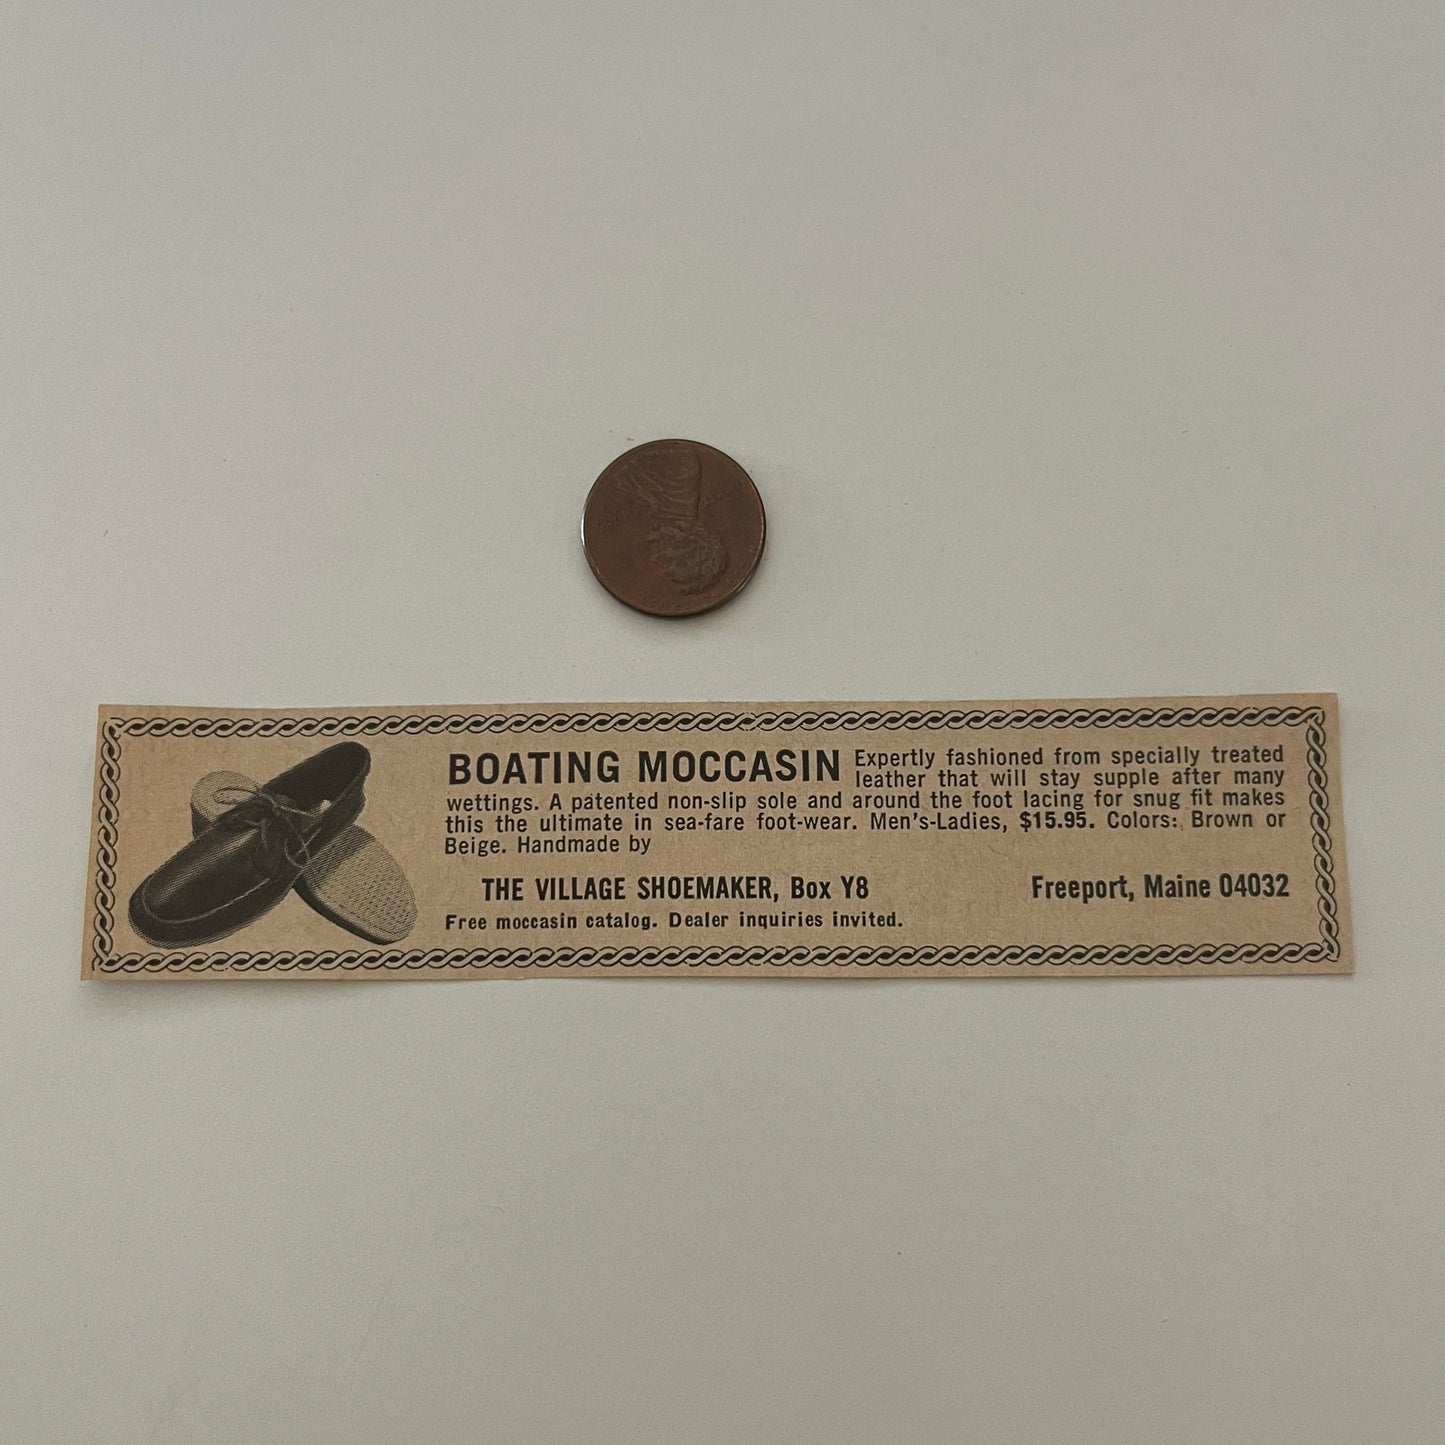 BOATING MOCCASIN Expertly fashioned from specially treated
leather that will stay supple after many
wettings. A patented non-slip sole and around the foot lacing for snug fit makes
this the ultimate in sea-fare foot-wear. Men's-Ladies, $15.95. Colors: Brown or
Beige. Handmade by
THE VILLAGE SHOEMAKER, Box Y8 Freeport, Maine 04032
Free moccasin catalog. Dealer inquiries invited.